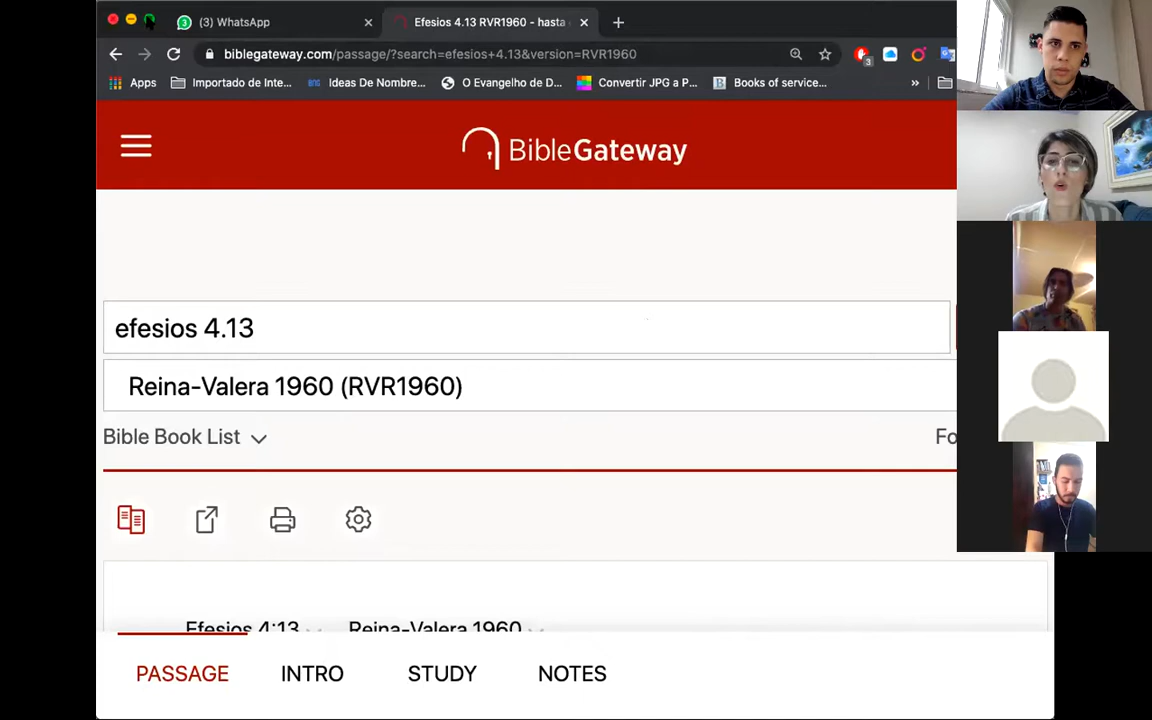 (3) WhatsApp
Efesios 4.13 RVR1960 - hasta
biblegateway.com/passage/?search=efesios+4.13&version=RVR1960
3
Apps
Importado de Inte...
Ideas De Nombre...
O Evangelho de D...
Convertir JPG a P...
Books of service...
BibleGateway
efesios 4.13
Reina-Valera 1960 (RVR1960)
Bible Book List
Fo
Efesios 4:13
Reina-Valera 1960
PASSAGE
INTRO
STUDY
NOTES